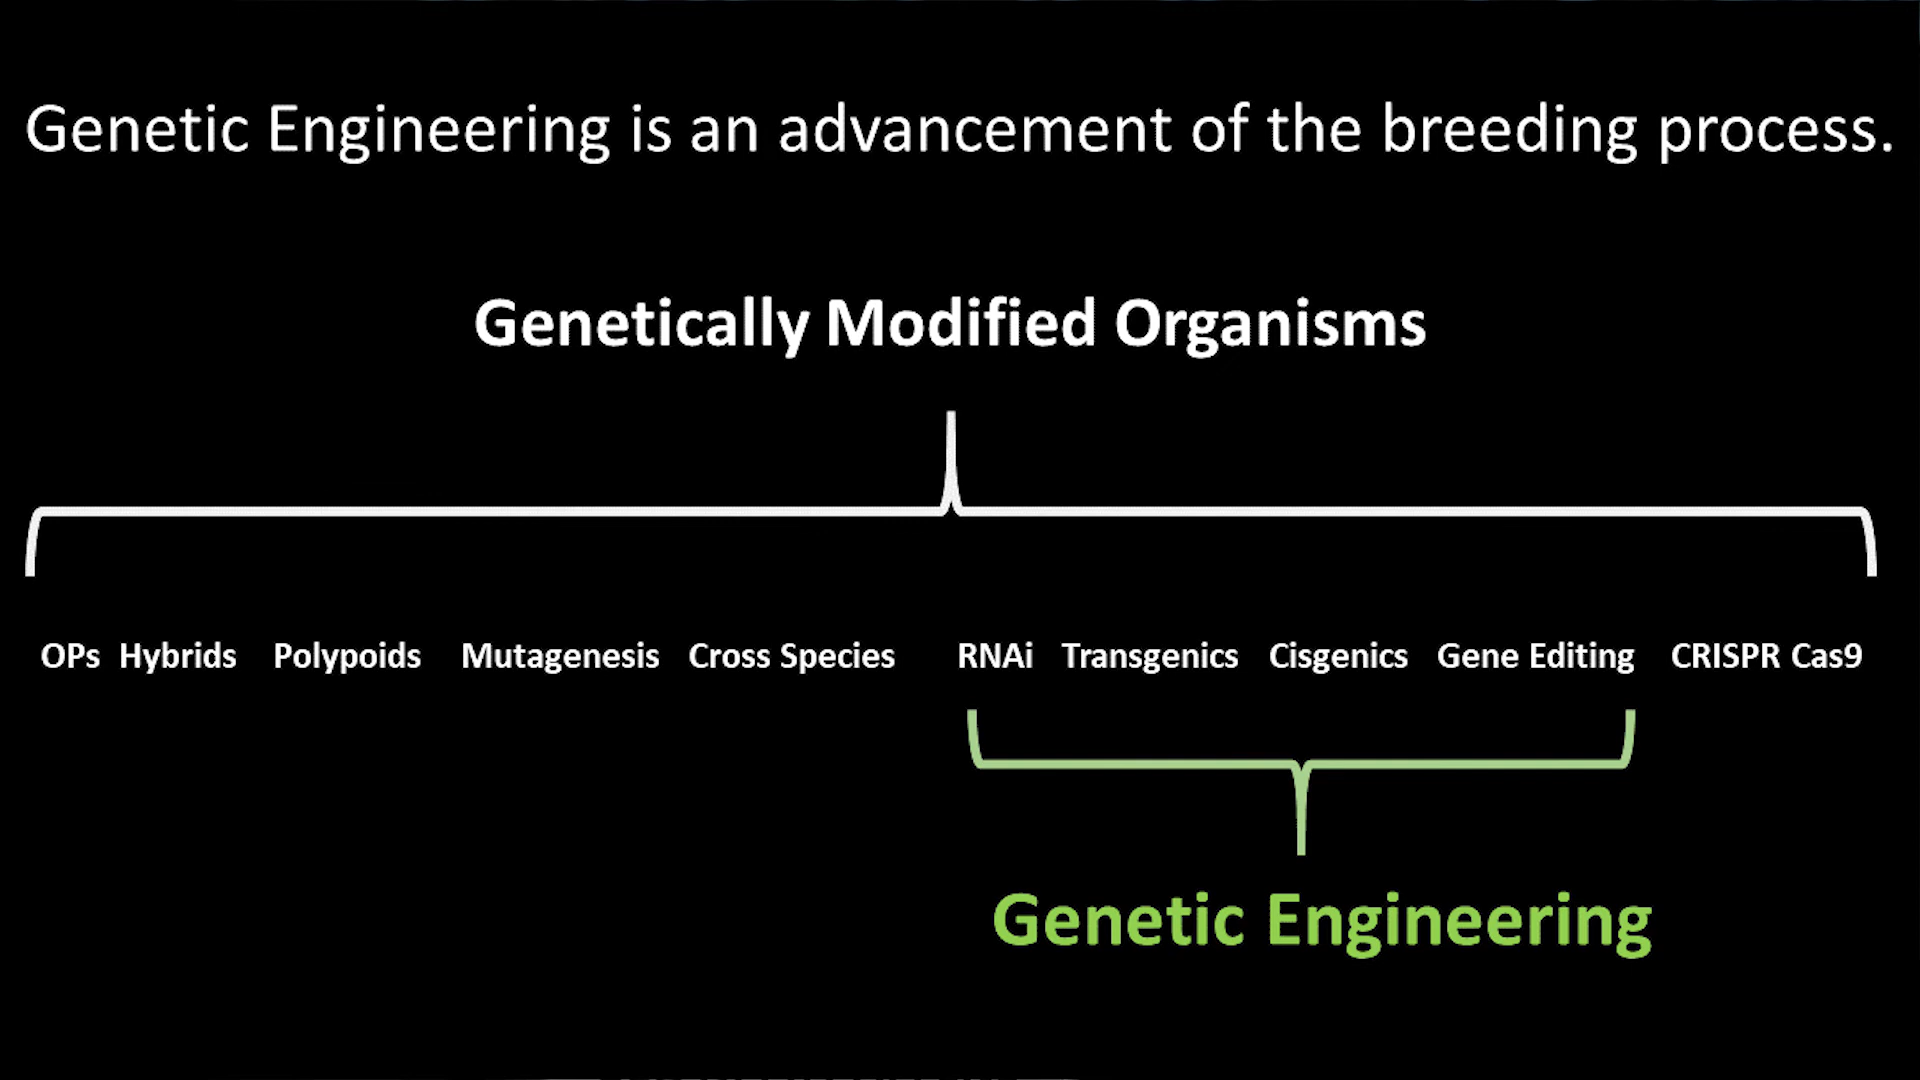 Genetic Engineering is an advancement of the breeding process.
Genetically Modified Organisms
OPs Hybrids Polypoids Mutagenesis Cross Species RNAi Transgenics Cisgenics Gene Editing CRISPR Cas9
Genetic Engineering